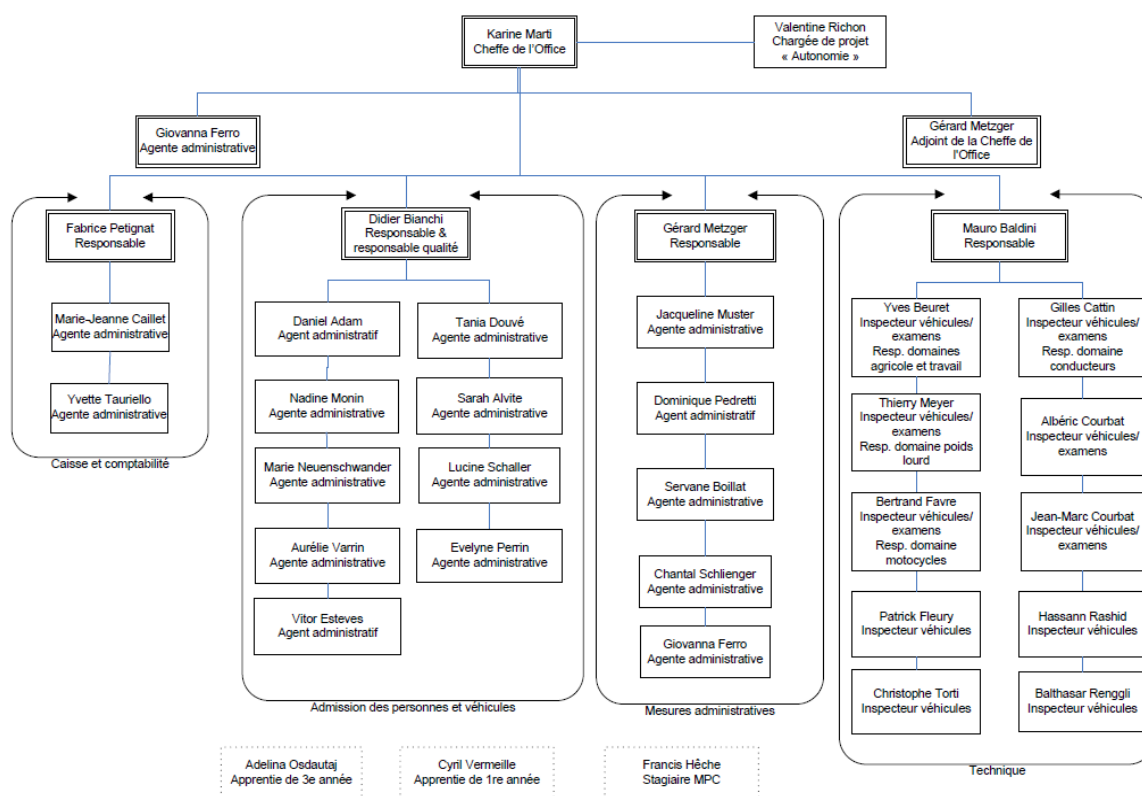 Karine Marti
Cheffe de l'Office
Valentine Richon
Chargée de projet
« Autonomie »
Giovanna Ferro
Agente administrative
Gérard Metzger
Adjoint de la Cheffe de
l'Office
Fabrice Petignat
Responsable
Marie-Jeanne Caillet
Agente administrative
Yvette Tauriello
Agente administrative
Caisse et comptabilité
Didier Bianchi
Responsable &
responsable qualité
Daniel Adam
Agent administratif
Nadine Monin
Agente administrative
Marie Neuenschwander
Agente administrative
Aurélie Varrin
Agente administrative
Vitor Esteves
Agent administratif
Tania Douvé
Agente administrative
Sarah Alvite
Agente administrative
Lucine Schaller
Agente administrative
Evelyne Perrin
Agente administrative
Admission des personnes et véhicules
Gérard Metzger
Responsable
Jacqueline Muster
Agente administrative
Dominique Pedretti
Agent administratif
Servane Boillat
Agente administrative
Chantal Schlienger
Agente administrative
Giovanna Ferro
Agente administrative
Mesures administratives
Mauro Baldini
Responsable
Yves Beuret
Inspecteur véhicules/
examens
Resp. domaines
agricole et travail
Thierry Meyer
Inspecteur véhicules/
examens
Resp. domaine poids
lourd
Bertrand Favre
Inspecteur véhicules/
examens
Resp. domaine
motocycles
Patrick Fleury
Inspecteur véhicules
Christophe Torti
Inspecteur véhicules
Gilles Cattin
Inspecteur véhicules/
examens
Resp. domaine
conducteurs
Albéric Courbat
Inspecteur véhicules/
examens
Jean-Marc Courbat
Inspecteur véhicules/
examens
Hassann Rashid
Inspecteur véhicules
Balthasar Renggli
Inspecteur véhicules
Technique
Adelina Osdautaj
Apprentie de 3e année
Cyril Vermeille
Apprentie de 1re année
Francis Hêche
Stagiaire MPC